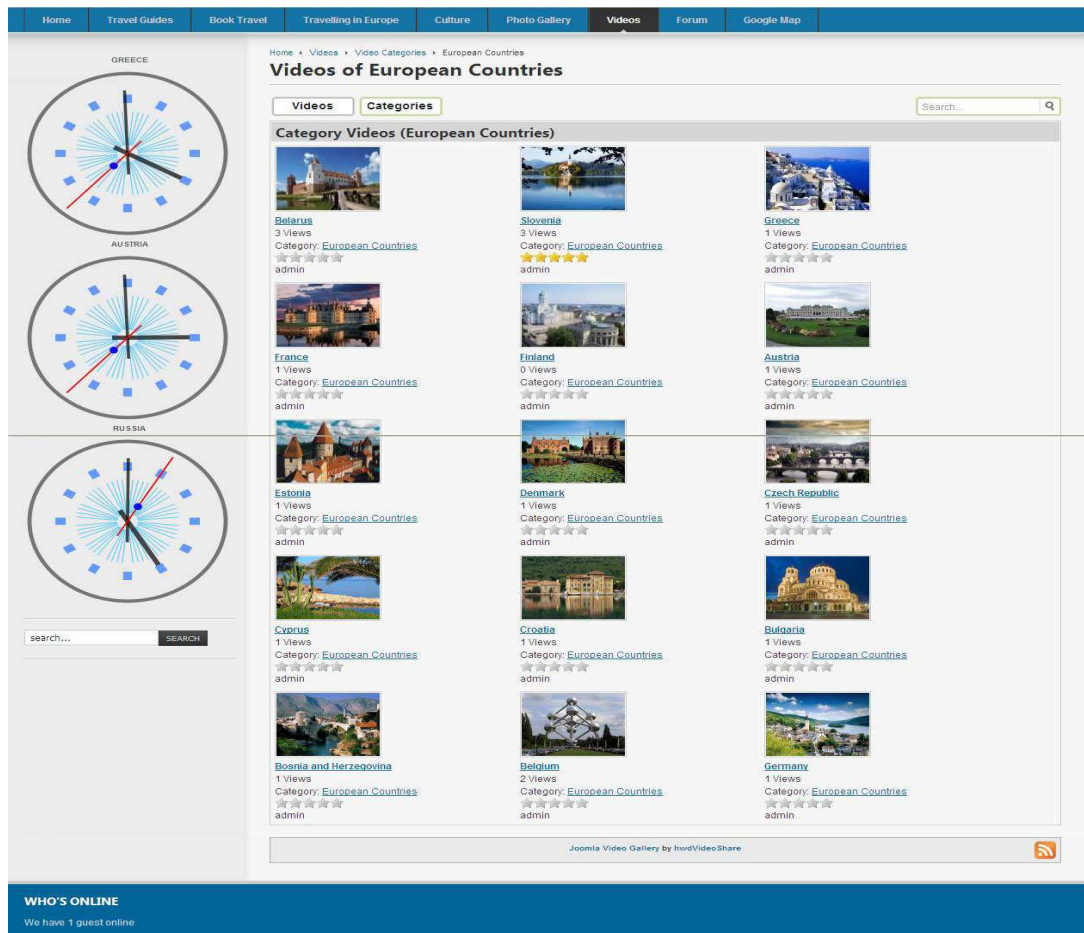 Home Travel Guides Book Travel Travelling in Europe Culture Photo Gallery Videos Forum Google Map
GREECE
AUSTRIA
RUSSIA
search... SEARCH
Home Videos Video Categories European Countries
Videos of European Countries
Videos Categories Search...
Category Videos (European Countries)
Belarus
3 Views
Category: European Countries
admin
Slovenia
3 Views
Category: European Countries
admin
Greece
1 Views
Category: European Countries
admin
France
1 Views
Category: European Countries
admin
Finland
0 Views
Category: European Countries
admin
Austria
1 Views
Category: European Countries
admin
Estonia
1 Views
Category: European Countries
admin
Denmark
1 Views
Category: European Countries
admin
Czech Republic
1 Views
Category: European Countries
admin
Cyprus
1 Views
Category: European Countries
admin
Croatia
1 Views
Category: European Countries
admin
Bulgaria
1 Views
Category: European Countries
admin
Bosnia and Herzegovina
1 Views
Category: European Countries
admin
Belgium
2 Views
Category: European Countries
admin
Germany
1 Views
Category: European Countries
admin
Joomla Video Gallery by hwdVideoShare
WHO'S ONLINE
We have 1 guest online